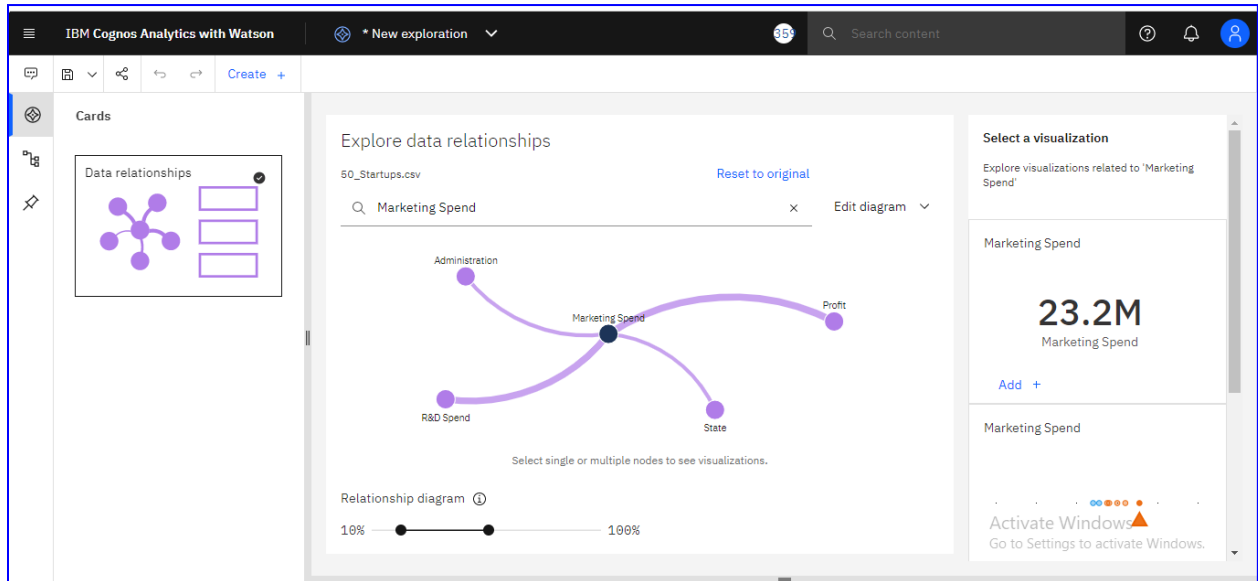 IBM Cognos Analytics with Watson
* New exploration
359
Search content
Create +
Cards
Data relationships
Explore data relationships
50_Startups.csv
Reset to original
Marketing Spend
Edit diagram
Administration
Marketing Spend
Profit
R&D Spend
State
Select single or multiple nodes to see visualizations.
Relationship diagram
10%
100%
Select a visualization
Explore visualizations related to 'Marketing
Spend'
Marketing Spend
23.2M
Marketing Spend
Add +
Marketing Spend
Activate Windows
Go to Settings to activate Windows.